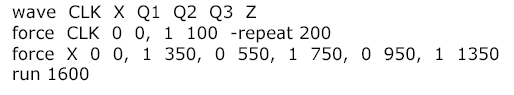 wave CLK X Q1 Q2 Q3 Z
force CLK 0 0, 1 100 -repeat 200
force X 0 0, 1 350, 0 550, 1 750, 0 950, 1 1350
run 1600